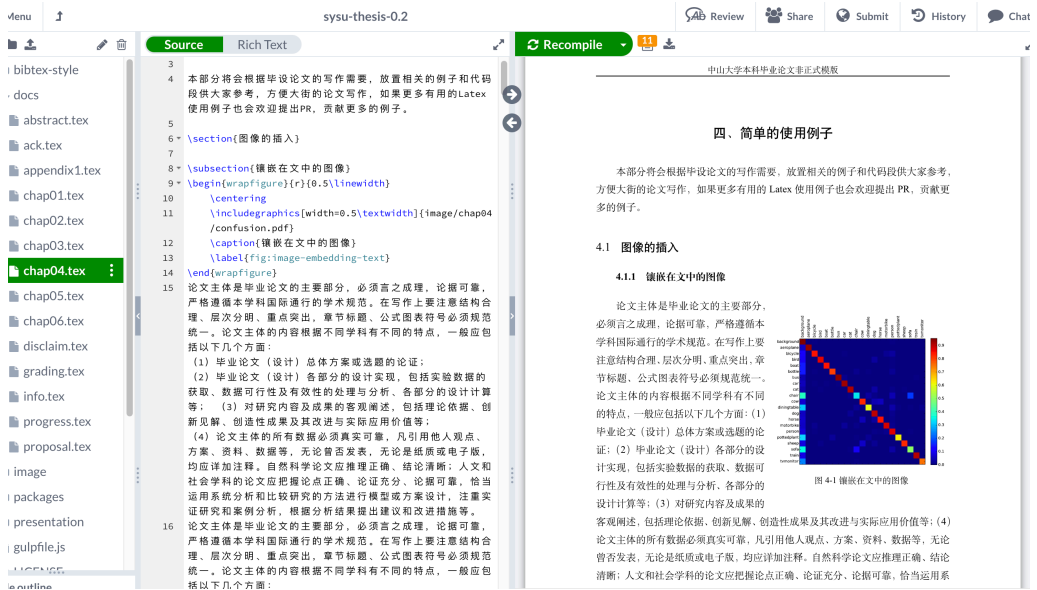 Menu
sysu-thesis-0.2
Review
Share
Submit
History
Chat
Source
Rich Text
Recompile
11
bibtex-style
docs
abstract.tex
ack.tex
appendix1.tex
chap01.tex
chap02.tex
chap03.tex
chap04.tex
chap05.tex
chap06.tex
disclaim.tex
grading.tex
info.tex
progress.tex
proposal.tex
image
packages
presentation
gulpfile.js
LICENSE
e outline
3
4 本部分将会根据毕设论文的写作需要，放置相关的例子和代码
段供大家参考，方便大街的论文写作，如果更多有用的Latex
使用例子也会欢迎提出PR，贡献更多的例子。
5
6 \section{图像的插入}
7
8 \subsection{镶嵌在文中的图像}
9 \begin{wrapfigure}{r}{0.5\linewidth}
10 \centering
11 \includegraphics[width=0.5\textwidth]{image/chap04
/confusion.pdf}
12 \caption{镶嵌在文中的图像}
13 \label{fig:image-embedding-text}
14 \end{wrapfigure}
15 论文主体是毕业论文的主要部分，必须言之成理，论据可靠，
严格遵循本学科国际通行的学术规范。在写作上要注意结构合
理、层次分明、重点突出，章节标题、公式图表符号必须规范
统一。论文主体的内容根据不同学科有不同的特点，一般应包
括以下几个方面：
（1）毕业论文（设计）总体方案或选题的论证；
（2）毕业论文（设计）各部分的设计实现，包括实验数据的
获取、数据可行性及有效性的处理与分析、各部分的设计计算
等； （3）对研究内容及成果的客观阐述，包括理论依据、创
新见解、创造性成果及其改进与实际应用价值等；
（4）论文主体的所有数据必须真实可靠，凡引用他人观点、
方案、资料、数据等，无论曾否发表，无论是纸质或电子版，
均应详加注释。自然科学论文应推理正确、结论清晰；人文和
社会学科的论文应把握论点正确、论证充分、论据可靠，恰当
运用系统分析和比较研究的方法进行模型或方案设计，注重实
证研究和案例分析，根据分析结果提出建议和改进措施等。
16 论文主体是毕业论文的主要部分，必须言之成理，论据可靠，
严格遵循本学科国际通行的学术规范。在写作上要注意结构合
理、层次分明、重点突出，章节标题、公式图表符号必须规范
统一。论文主体的内容根据不同学科有不同的特点，一般应包
括以下几个方面：
中山大学本科毕业论文非正式模版
四、简单的使用例子
本部分将会根据毕设论文的写作需要，放置相关的例子和代码段供大家参考，
方便大街的论文写作，如果更多有用的 Latex 使用例子也会欢迎提出 PR，贡献更
多的例子。
4.1 图像的插入
4.1.1 镶嵌在文中的图像
论文主体是毕业论文的主要部分，
必须言之成理，论据可靠，严格遵循本
学科国际通行的学术规范。在写作上要
注意结构合理、层次分明、重点突出，章
节标题、公式图表符号必须规范统一。
论文主体的内容根据不同学科有不同
的特点，一般应包括以下几个方面：（1）
毕业论文（设计）总体方案或选题的论
证；（2）毕业论文（设计）各部分的设
计实现，包括实验数据的获取、数据可
行性及有效性的处理与分析、各部分的
设计计算等；（3）对研究内容及成果的
客观阐述，包括理论依据、创新见解、创造性成果及其改进与实际应用价值等；（4）
论文主体的所有数据必须真实可靠，凡引用他人观点、方案、资料、数据等，无论
曾否发表，无论是纸质或电子版，均应详加注释。自然科学论文应推理正确、结论
清晰；人文和社会学科的论文应把握论点正确、论证充分、论据可靠，恰当运用系
background
aeroplane
bicycle
bird
boat
bottle
bus
car
cat
chair
cow
diningtable
dog
horse
motorbike
person
pottedplant
sheep
sofa
train
tvmonitor
0.9
0.8
0.7
0.6
0.5
0.4
0.3
0.2
0.1
图 4-1 镶嵌在文中的图像